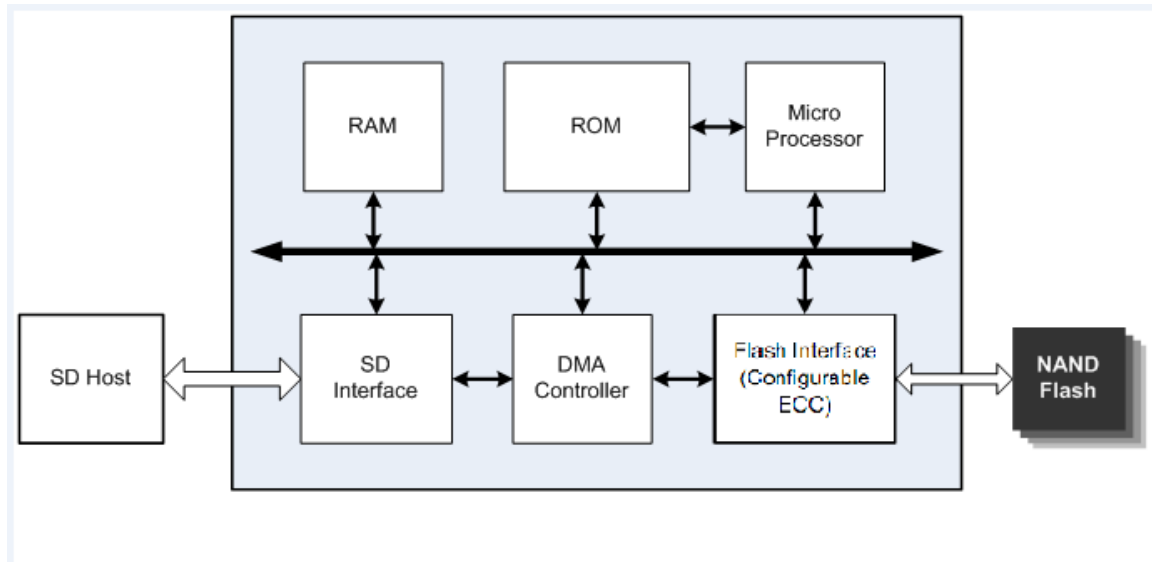 RAM
ROM
Micro
Processor
SD Host
SD
Interface
DMA
Controller
Flash Interface
(Configurable
ECC)
NAND
Flash